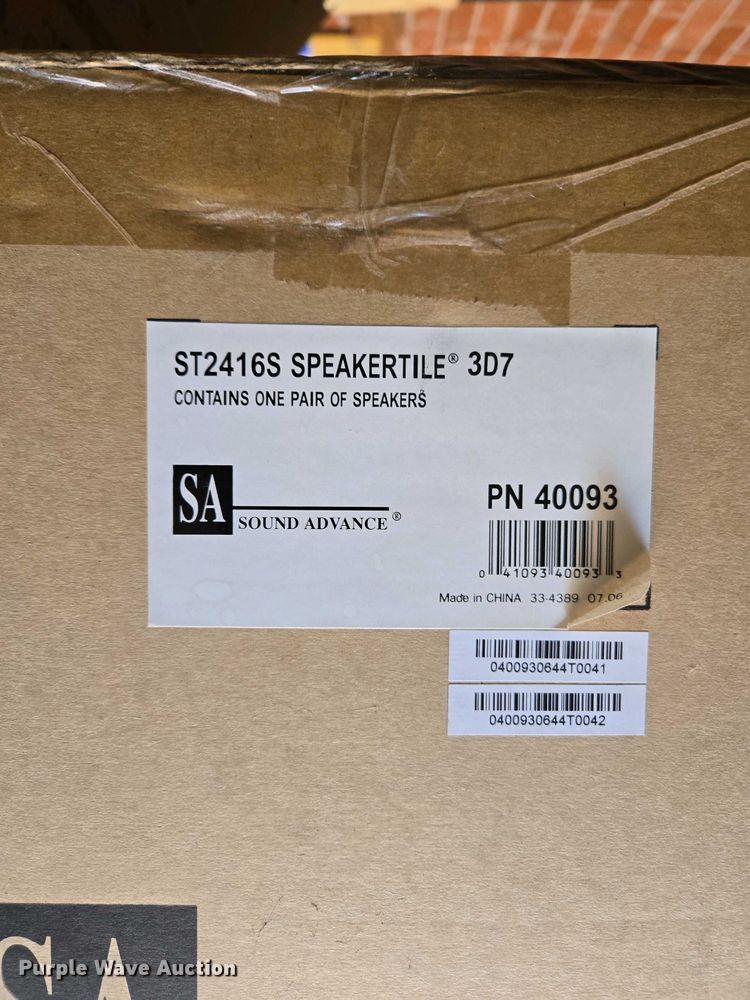 ST2416S SPEAKERTILE® 3D7
CONTAINS ONE PAIR OF SPEAKERS
SA
SOUND ADVANCE®
PN 40093
0 41093 40093 3
Made in CHINA 33-4389 07.06
0400930644T0041
0400930644T0042
SA
Purple Wave Auction